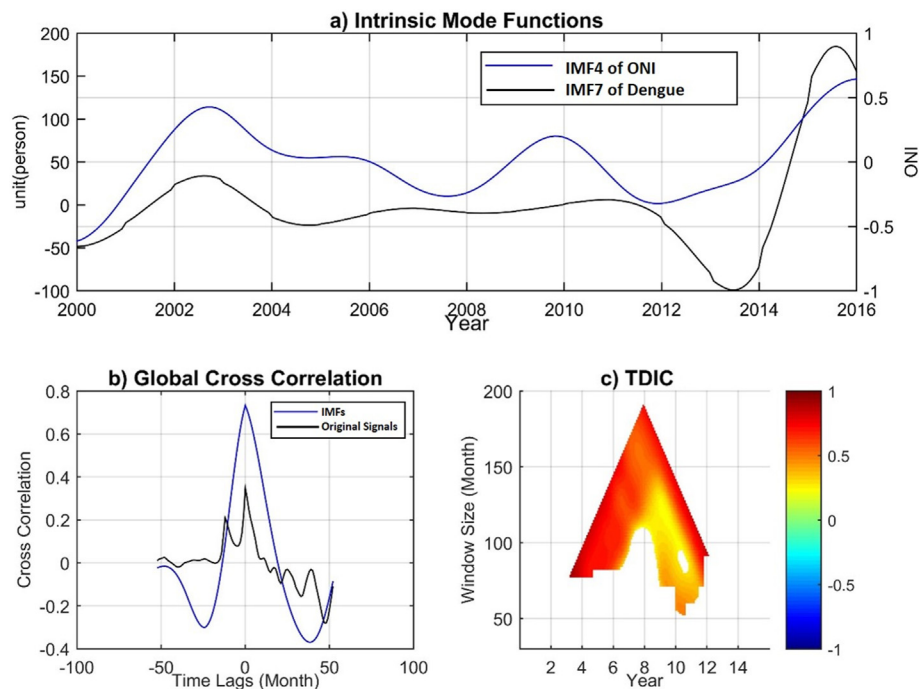 a) Intrinsic Mode Functions
200
150
100
50
0
-50
-100
unit(person)
1
0.5
0
-0.5
-1
ONI
IMF4 of ONI
IMF7 of Dengue
2000 2002 2004 2006 2008 2010 2012 2014 2016
Year
b) Global Cross Correlation
0.8
0.6
0.4
0.2
0
-0.2
-0.4
Cross Correlation
IMFs
Original Signals
-100 -50 0 50 100
Time Lags (Month)
c) TDIC
200
150
100
50
Window Size (Month)
2 4 6 8 10 12 14
Year
1
0.5
0
-0.5
-1